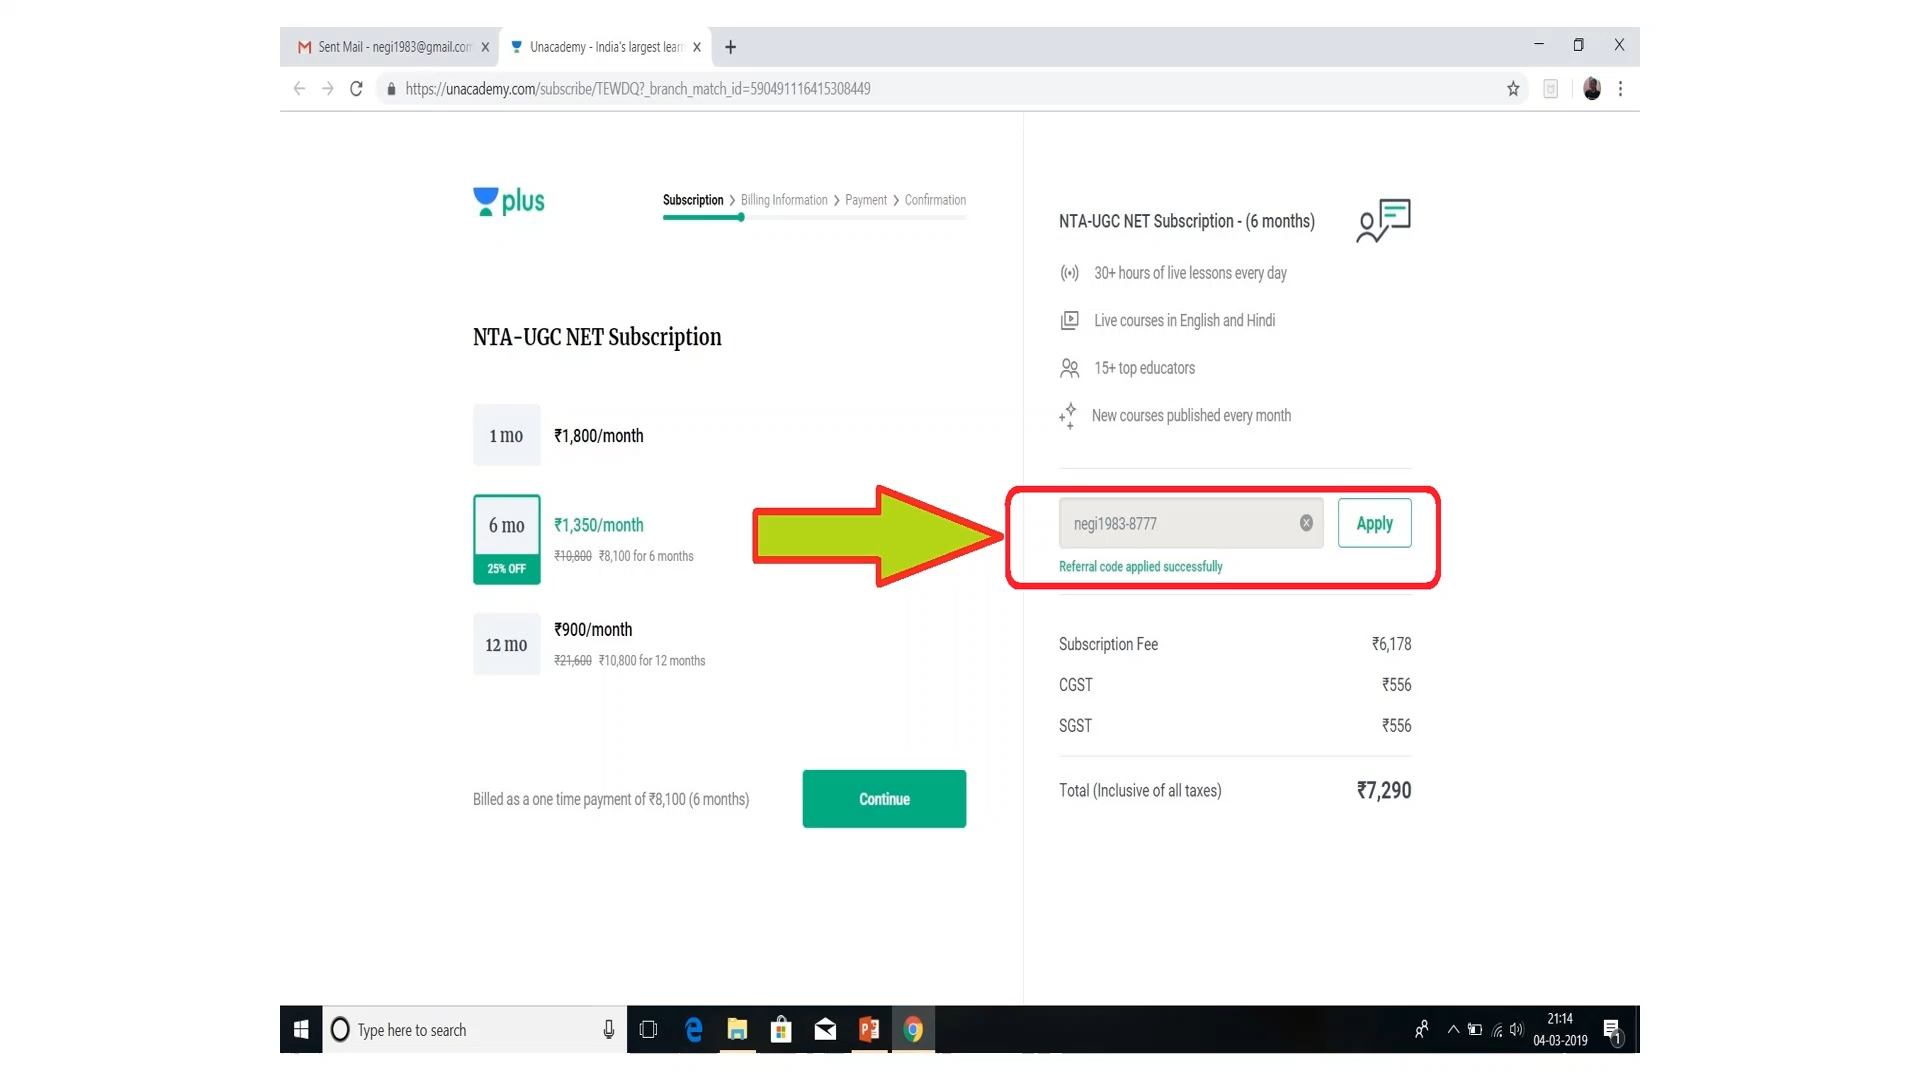 Sent Mail - negi1983@gmail.com
Unacademy - India's largest lear
https://unacademy.com/subscribe/TEWDQ?_branch_match_id=590491116415308449
plus
Subscription > Billing Information > Payment > Confirmation
NTA-UGC NET Subscription
1 mo ₹1,800/month
6 mo ₹1,350/month
₹10,800 ₹8,100 for 6 months
25% OFF
12 mo ₹900/month
₹21,600 ₹10,800 for 12 months
Billed as a one time payment of ₹8,100 (6 months)
Continue
NTA-UGC NET Subscription - (6 months)
30+ hours of live lessons every day
Live courses in English and Hindi
15+ top educators
New courses published every month
negi1983-8777 Apply
Referral code applied successfully
Subscription Fee ₹6,178
CGST ₹556
SGST ₹556
Total (Inclusive of all taxes) ₹7,290
Type here to search
21:14
04-03-2019
1